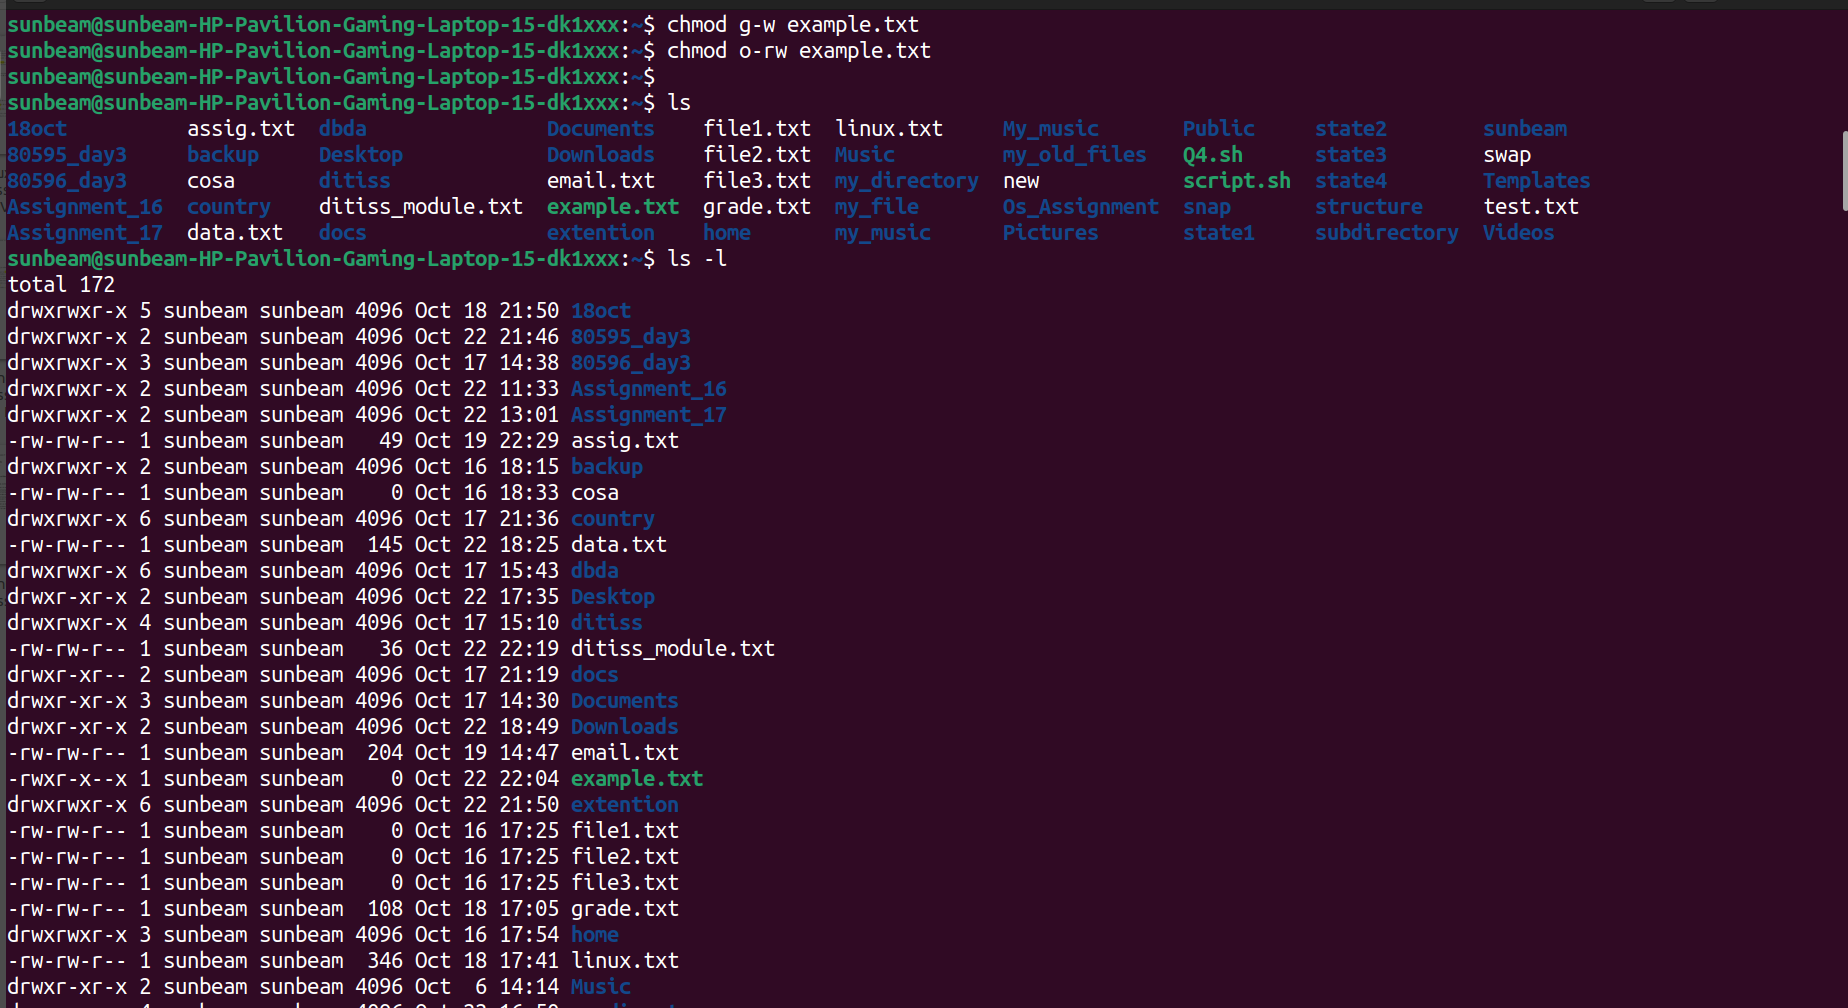 sunbeam@sunbeam-HP-Pavilion-Gaming-Laptop-15-dk1xxx:~$ chmod g-w example.txt
sunbeam@sunbeam-HP-Pavilion-Gaming-Laptop-15-dk1xxx:~$ chmod o-rw example.txt
sunbeam@sunbeam-HP-Pavilion-Gaming-Laptop-15-dk1xxx:~$
sunbeam@sunbeam-HP-Pavilion-Gaming-Laptop-15-dk1xxx:~$ ls
18oct assig.txt dbda Documents file1.txt linux.txt My_music Public state2 sunbeam
80595_day3 backup Desktop Downloads file2.txt Music my_old_files Q4.sh state3 swap
80596_day3 cosa ditiss email.txt file3.txt my_directory new script.sh state4 Templates
Assignment_16 country ditiss_module.txt example.txt grade.txt my_file Os_Assignment snap structure test.txt
Assignment_17 data.txt docs extention home my_music Pictures state1 subdirectory Videos
sunbeam@sunbeam-HP-Pavilion-Gaming-Laptop-15-dk1xxx:~$ ls -l
total 172
drwxrwxr-x 5 sunbeam sunbeam 4096 Oct 18 21:50 18oct
drwxrwxr-x 2 sunbeam sunbeam 4096 Oct 22 21:46 80595_day3
drwxrwxr-x 3 sunbeam sunbeam 4096 Oct 17 14:38 80596_day3
drwxrwxr-x 2 sunbeam sunbeam 4096 Oct 22 11:33 Assignment_16
drwxrwxr-x 2 sunbeam sunbeam 4096 Oct 22 13:01 Assignment_17
-rw-rw-r-- 1 sunbeam sunbeam 49 Oct 19 22:29 assig.txt
drwxrwxr-x 2 sunbeam sunbeam 4096 Oct 16 18:15 backup
-rw-rw-r-- 1 sunbeam sunbeam 0 Oct 16 18:33 cosa
drwxrwxr-x 6 sunbeam sunbeam 4096 Oct 17 21:36 country
-rw-rw-r-- 1 sunbeam sunbeam 145 Oct 22 18:25 data.txt
drwxrwxr-x 6 sunbeam sunbeam 4096 Oct 17 15:43 dbda
drwxr-xr-x 2 sunbeam sunbeam 4096 Oct 22 17:35 Desktop
drwxrwxr-x 4 sunbeam sunbeam 4096 Oct 17 15:10 ditiss
-rw-rw-r-- 1 sunbeam sunbeam 36 Oct 22 22:19 ditiss_module.txt
drwxr-xr-- 2 sunbeam sunbeam 4096 Oct 17 21:19 docs
drwxr-xr-x 3 sunbeam sunbeam 4096 Oct 17 14:30 Documents
drwxr-xr-x 2 sunbeam sunbeam 4096 Oct 22 18:49 Downloads
-rw-rw-r-- 1 sunbeam sunbeam 204 Oct 19 14:47 email.txt
-rwxr-x--x 1 sunbeam sunbeam 0 Oct 22 22:04 example.txt
drwxrwxr-x 6 sunbeam sunbeam 4096 Oct 22 21:50 extention
-rw-rw-r-- 1 sunbeam sunbeam 0 Oct 16 17:25 file1.txt
-rw-rw-r-- 1 sunbeam sunbeam 0 Oct 16 17:25 file2.txt
-rw-rw-r-- 1 sunbeam sunbeam 0 Oct 16 17:25 file3.txt
-rw-rw-r-- 1 sunbeam sunbeam 108 Oct 18 17:05 grade.txt
drwxrwxr-x 3 sunbeam sunbeam 4096 Oct 16 17:54 home
-rw-rw-r-- 1 sunbeam sunbeam 346 Oct 18 17:41 linux.txt
drwxr-xr-x 2 sunbeam sunbeam 4096 Oct 6 14:14 Music